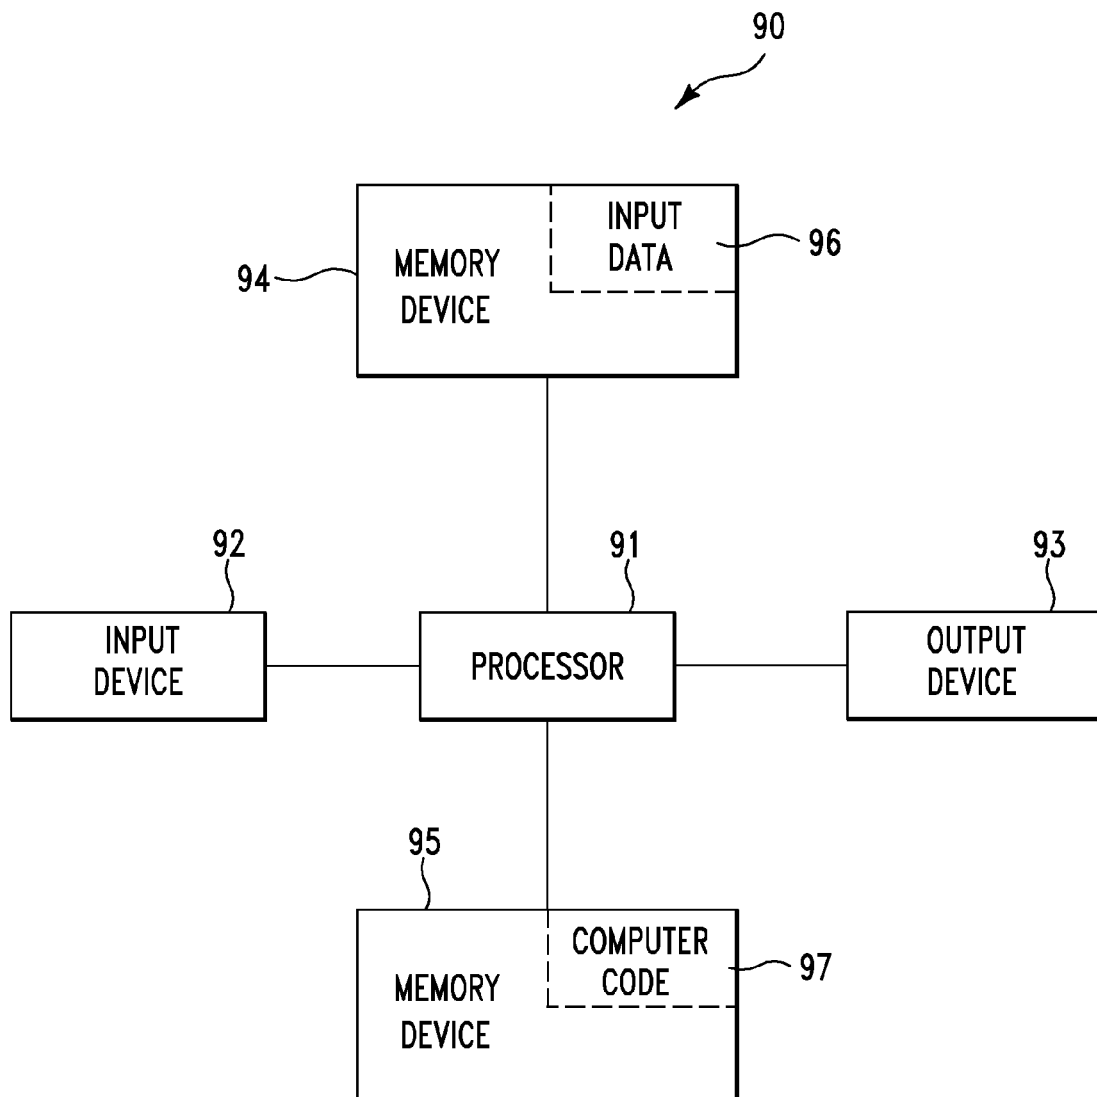 90
INPUT
DATA
96
MEMORY
DEVICE
94
92
91
93
INPUT
DEVICE
PROCESSOR
OUTPUT
DEVICE
95
COMPUTER
CODE
97
MEMORY
DEVICE